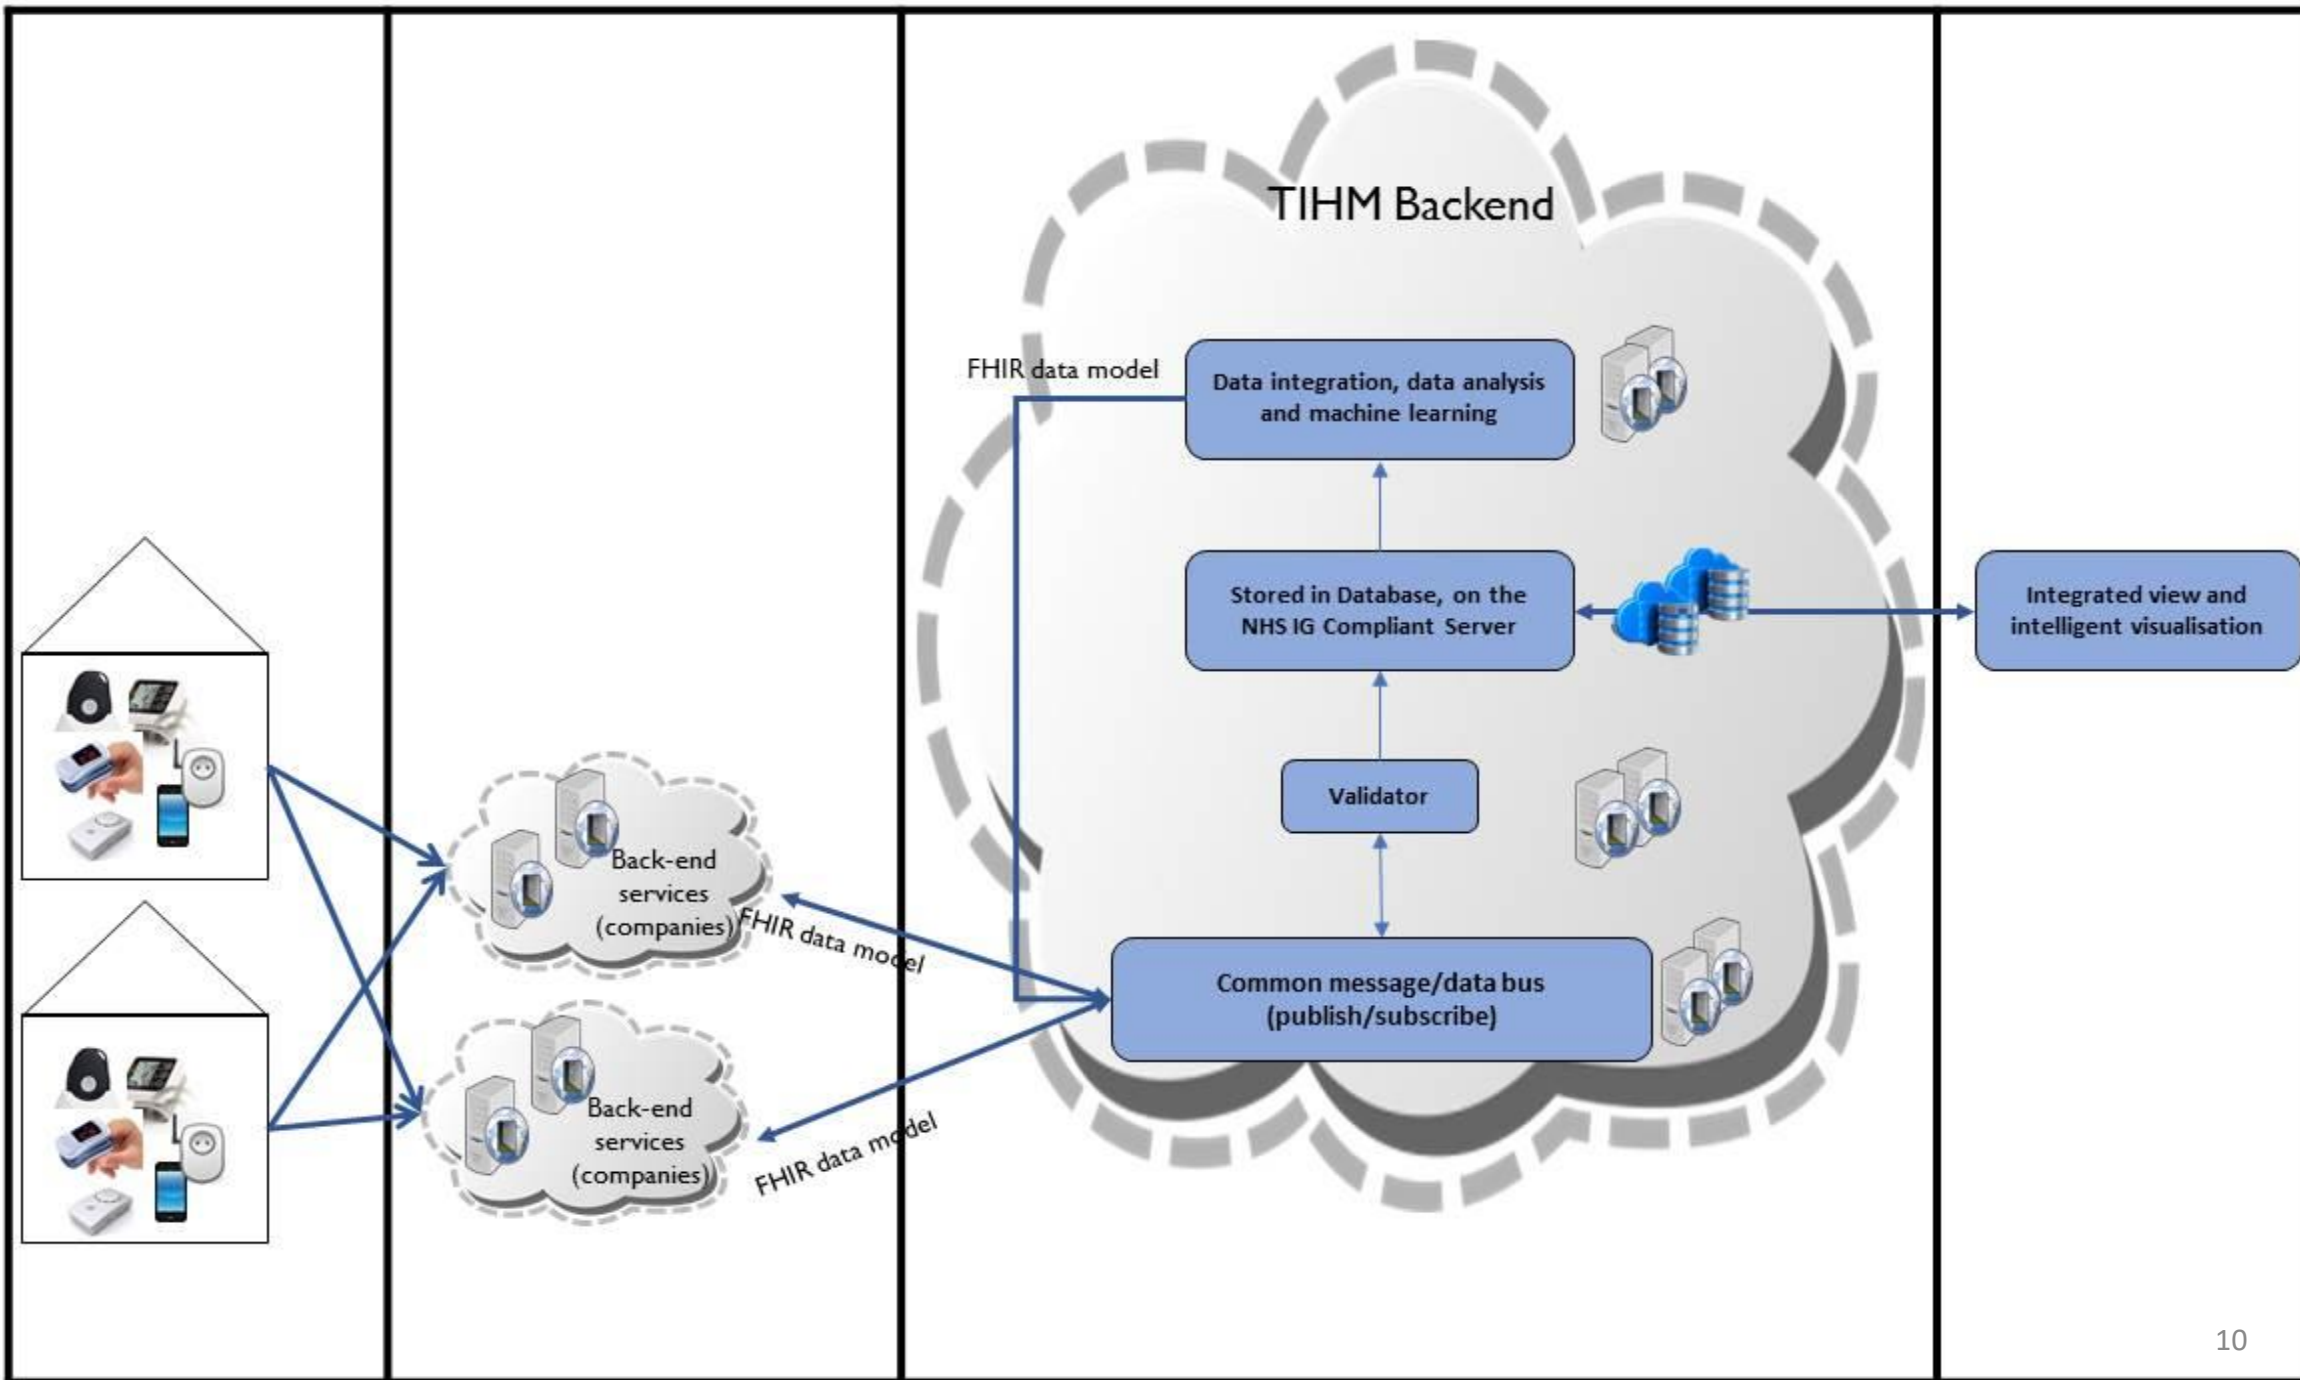 TIHM Backend
FHIR data model
Data integration, data analysis
and machine learning
Stored in Database, on the
NHS IG Compliant Server
Integrated view and
intelligent visualisation
Validator
Back-end
services
(companies)
FHIR data model
Common message/data bus
(publish/subscribe)
Back-end
services
(companies)
FHIR data model
10